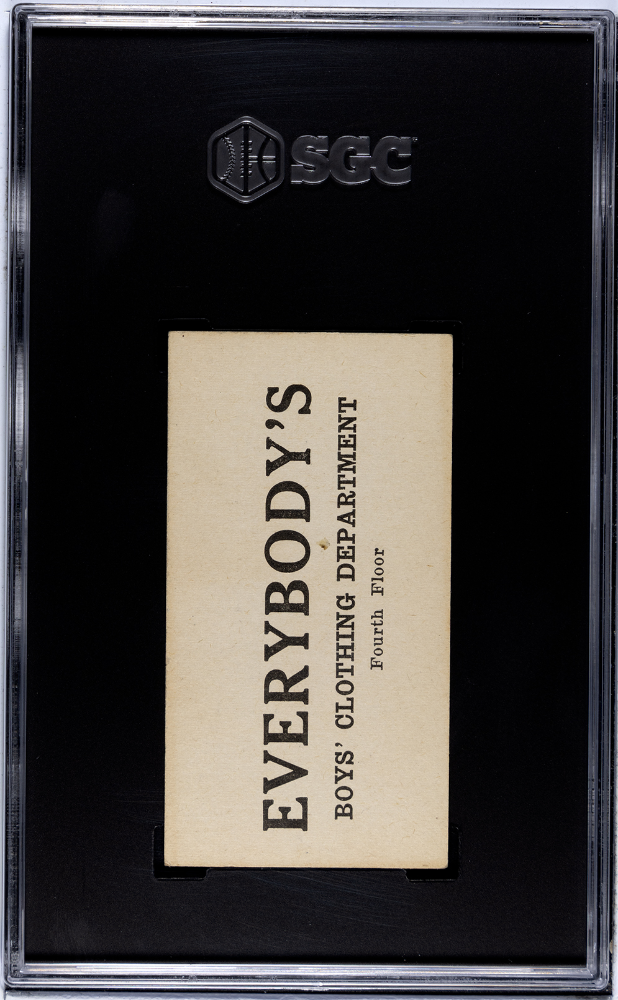 SGC
EVERYBODY'S
BOYS' CLOTHING DEPARTMENT
Fourth Floor